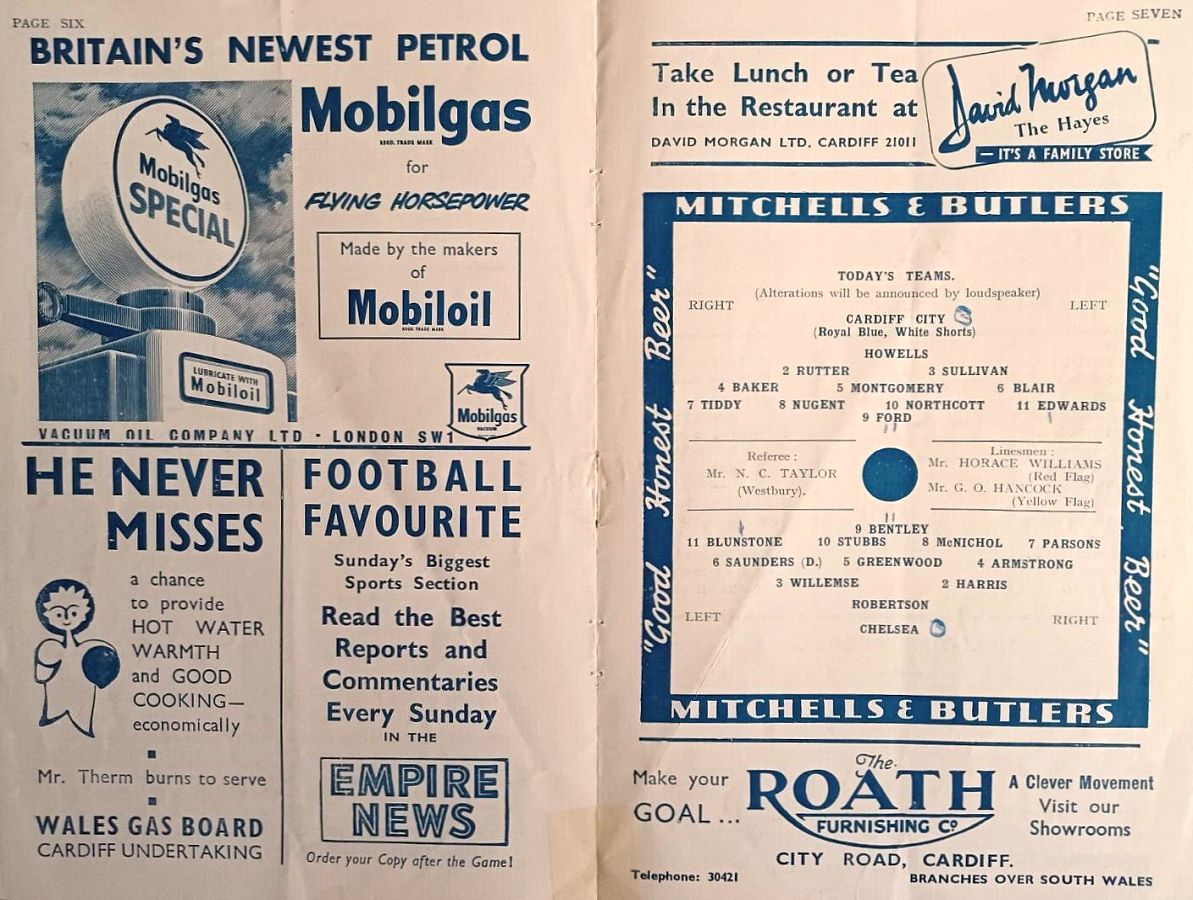 PAGE SIX
BRITAIN'S NEWEST PETROL
Mobilgas
SPECIAL
LUBRICATE WITH
Mobiloil
Mobilgas
REGD. TRADE MARK
for
FLYING HORSEPOWER
Made by the makers
of
Mobiloil
REGD. TRADE MARK
Mobilgas
VACUUM
VACUUM OIL COMPANY LTD · LONDON SW1
HE NEVER
MISSES
a chance
to provide
HOT WATER
WARMTH
and GOOD
COOKING—
economically
Mr. Therm burns to serve
WALES GAS BOARD
CARDIFF UNDERTAKING
FOOTBALL
FAVOURITE
Sunday's Biggest
Sports Section
Read the Best
Reports and
Commentaries
Every Sunday
IN THE
EMPIRE
NEWS
Order your Copy after the Game!
PAGE SEVEN
Take Lunch or Tea
In the Restaurant at
DAVID MORGAN LTD. CARDIFF 21011
David Morgan
The Hayes
— IT'S A FAMILY STORE
MITCHELLS & BUTLERS
"Good Honest Beer"
TODAY'S TEAMS.
(Alterations will be announced by loudspeaker)
RIGHT LEFT
CARDIFF CITY
(Royal Blue, White Shorts)
HOWELLS
2 RUTTER 3 SULLIVAN
4 BAKER 5 MONTGOMERY 6 BLAIR
7 TIDDY 8 NUGENT 10 NORTHCOTT 11 EDWARDS
9 FORD
Referee :
Mr. N. C. TAYLOR
(Westbury).
Linesmen :
Mr. HORACE WILLIAMS
(Red Flag)
Mr. G. O. HANCOCK
(Yellow Flag)
9 BENTLEY
11 BLUNSTONE 10 STUBBS 8 McNICHOL 7 PARSONS
6 SAUNDERS (D.) 5 GREENWOOD 4 ARMSTRONG
3 WILLEMSE 2 HARRIS
ROBERTSON
LEFT RIGHT
CHELSEA
"Good Honest Beer"
MITCHELLS & BUTLERS
Make your
GOAL ...
The
ROATH
FURNISHING Co.
A Clever Movement
Visit our
Showrooms
CITY ROAD, CARDIFF.
Telephone: 30421
BRANCHES OVER SOUTH WALES